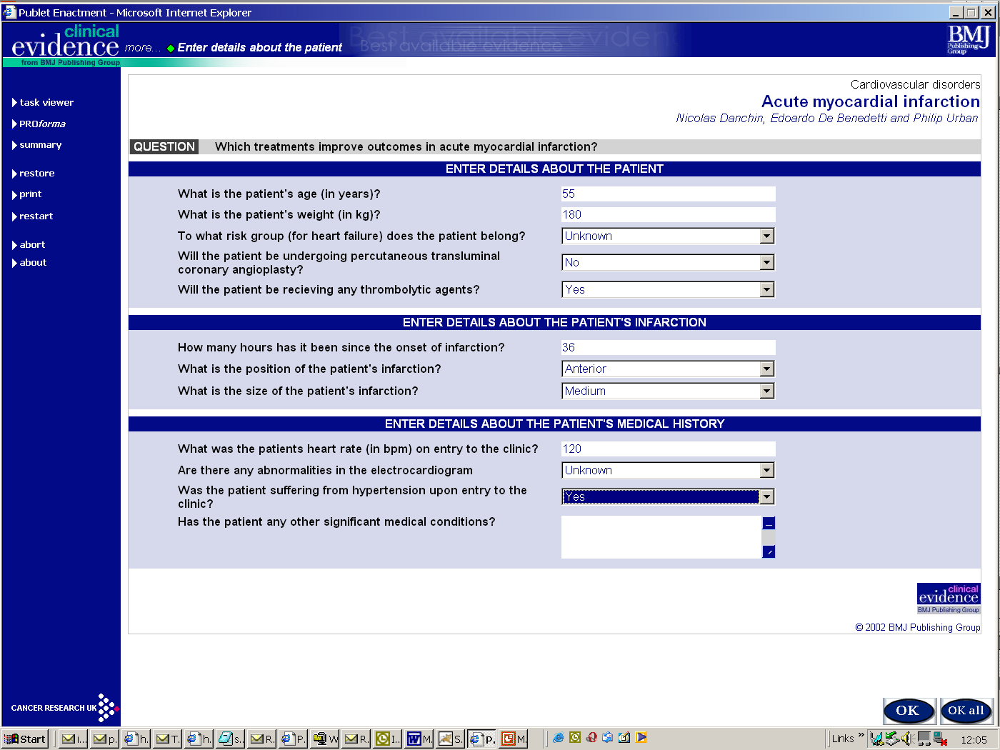 Publet Enactment - Microsoft Internet Explorer
clinical
evidence
from BMJ Publishing Group
more... Enter details about the patient
Best available evidence
Best available evidence
BMJ
Publishing
Group
task viewer
PROforma
summary
restore
print
restart
abort
about
CANCER RESEARCH UK
Cardiovascular disorders
Acute myocardial infarction
Nicolas Danchin, Edoardo De Benedetti and Philip Urban
QUESTION Which treatments improve outcomes in acute myocardial infarction?
ENTER DETAILS ABOUT THE PATIENT
What is the patient's age (in years)? 55
What is the patient's weight (in kg)? 180
To what risk group (for heart failure) does the patient belong? Unknown
Will the patient be undergoing percutaneous transluminal
coronary angioplasty? No
Will the patient be recieving any thrombolytic agents? Yes
ENTER DETAILS ABOUT THE PATIENT'S INFARCTION
How many hours has it been since the onset of infarction? 36
What is the position of the patient's infarction? Anterior
What is the size of the patient's infarction? Medium
ENTER DETAILS ABOUT THE PATIENT'S MEDICAL HISTORY
What was the patients heart rate (in bpm) on entry to the clinic? 120
Are there any abnormalities in the electrocardiogram Unknown
Was the patient suffering from hypertension upon entry to the
clinic? Yes
Has the patient any other significant medical conditions?
clinical
evidence
BMJ Publishing Group
© 2002 BMJ Publishing Group
OK OK all
Start i... p. h. T. h. s.. R. P. W R. I.. M. S. P. M. Links » 12:05